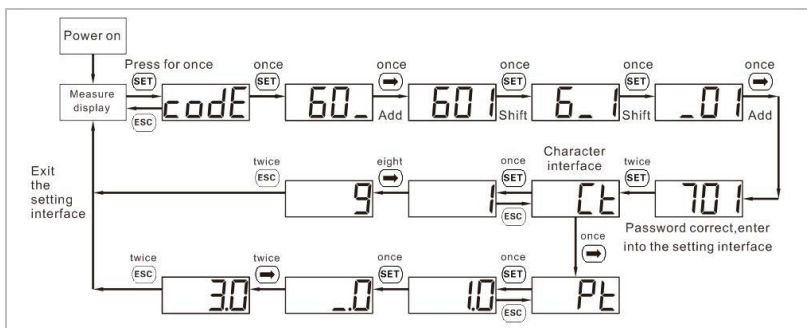 Power on
Press for once
once
once
once
once
once
SET
SET
➡
SET
SET
➡
Measure
display
ESC
codE
60_
Add
601
Shift
6_1
Shift
_01
Add
Character
interface
twice
eight
once
twice
ESC
➡
SET
SET
9
1
ESC
Ct
701
Exit
the
setting
interface
Password correct,enter
into the setting interface
once
➡
twice
twice
once
once
ESC
➡
SET
SET
3.0
_.0
1.0
ESC
Pt